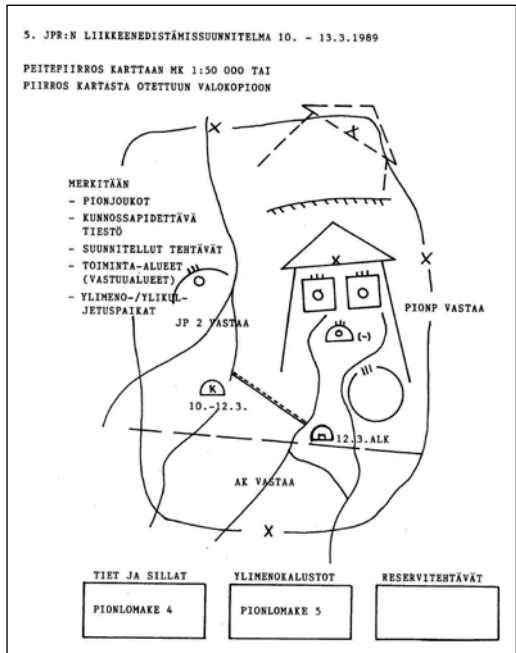 5. JPR:N LIIKKEENEDISTÄMISSUUNNITELMA 10. - 13.3.1989
PEITEPIIRROS KARTTAAN MK 1:50 000 TAI
PIIRROS KARTASTA OTETTUUN VALOKOPIOON
MERKITÄÄN
- PIONJOUKOT
- KUNNOSSAPIDETTÄVÄ
TIESTÖ
- SUUNNITELLUT TEHTÄVÄT
- TOIMINTA-ALUEET
(VASTUUALUEET)
- YLIMENO-/YLIKUL-
JETUSPAIKAT
JP 2 VASTAA
PIONP VASTAA
(-)
K
10.-12.3.
12.3.ALK
AK VASTAA
TIET JA SILLAT
YLIMENOKALUSTOT
RESERVITEHTÄVÄT
PIONLOMAKE 4
PIONLOMAKE 5